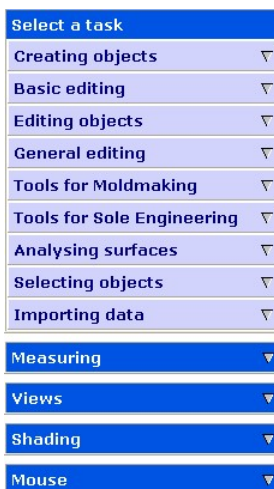 Select a task
Creating objects
Basic editing
Editing objects
General editing
Tools for Moldmaking
Tools for Sole Engineering
Analysing surfaces
Selecting objects
Importing data
Measuring
Views
Shading
Mouse